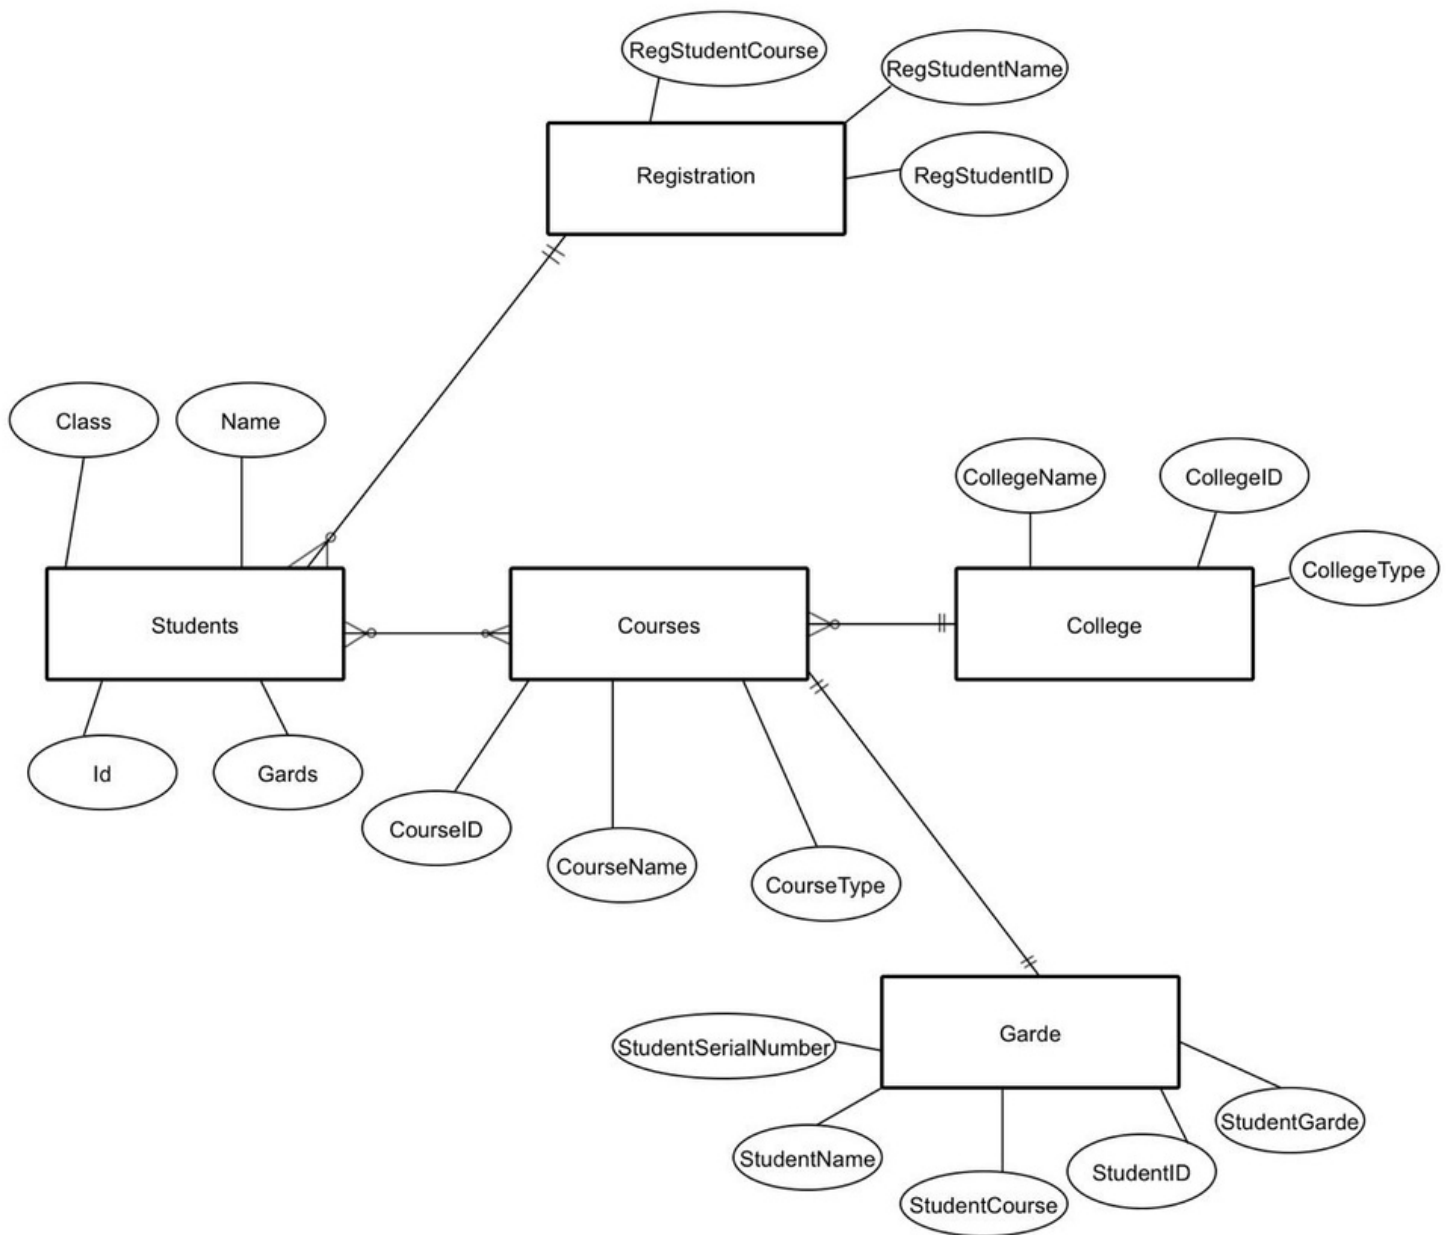 RegStudentCourse
RegStudentName
Registration
RegStudentID
Class
Name
CollegeName
CollegeID
CollegeType
Students
Courses
College
Id
Gards
CourseID
CourseName
CourseType
Garde
StudentSerialNumber
StudentGarde
StudentName
StudentID
StudentCourse